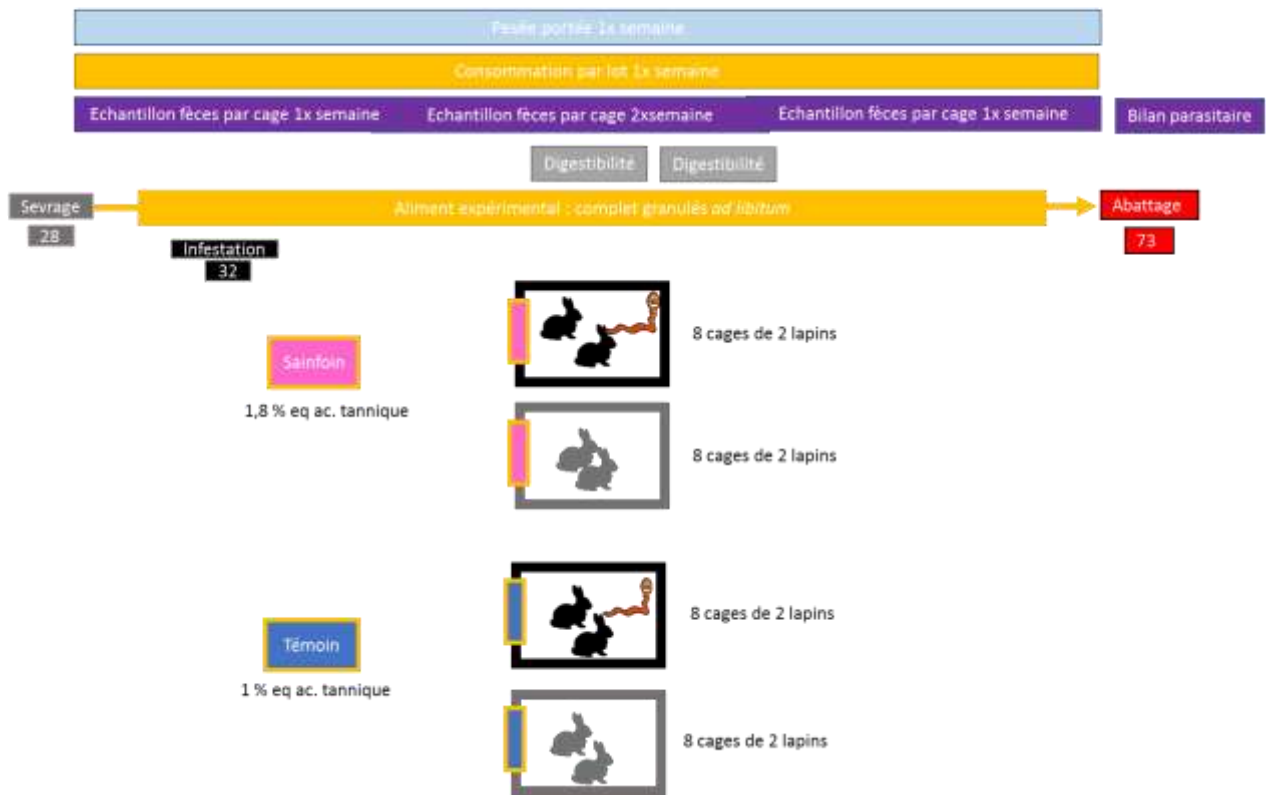 Pesée portée 1x semaine
Consommation par lot 1x semaine
Echantillon fèces par cage 1x semaine
Echantillon fèces par cage 2xsemaine
Echantillon fèces par cage 1x semaine
Bilan parasitaire
Digestibilité
Digestibilité
Sevrage
Aliment expérimental : complet granulés ad libitum
Abattage
28
73
Infestation
32
8 cages de 2 lapins
Sainfoin
1,8 % eq ac. tannique
8 cages de 2 lapins
8 cages de 2 lapins
Témoin
1 % eq ac. tannique
8 cages de 2 lapins